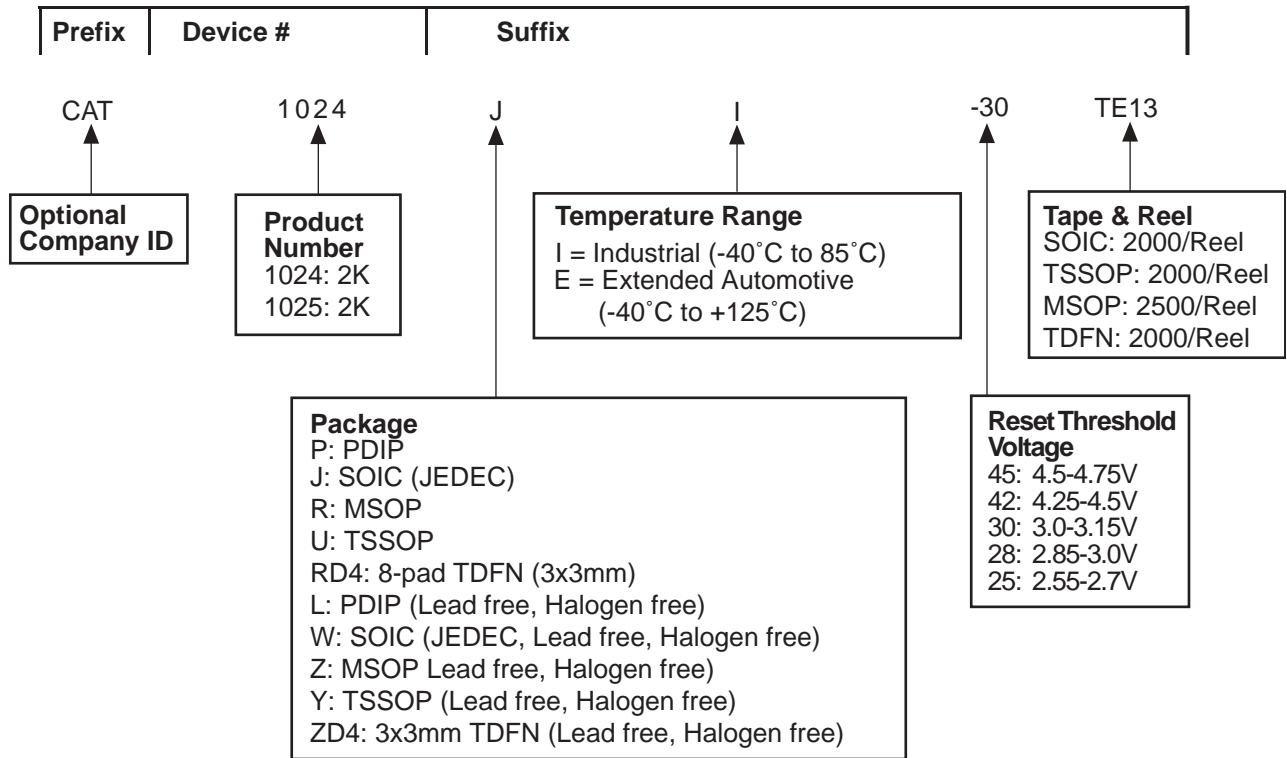 Prefix Device # Suffix
CAT 1024 J I -30 TE13
Optional
Company ID
Product
Number
1024: 2K
1025: 2K
Temperature Range
I = Industrial (-40˚C to 85˚C)
E = Extended Automotive
(-40˚C to +125˚C)
Tape & Reel
SOIC: 2000/Reel
TSSOP: 2000/Reel
MSOP: 2500/Reel
TDFN: 2000/Reel
Package
P: PDIP
J: SOIC (JEDEC)
R: MSOP
U: TSSOP
RD4: 8-pad TDFN (3x3mm)
L: PDIP (Lead free, Halogen free)
W: SOIC (JEDEC, Lead free, Halogen free)
Z: MSOP Lead free, Halogen free)
Y: TSSOP (Lead free, Halogen free)
ZD4: 3x3mm TDFN (Lead free, Halogen free)
Reset Threshold
Voltage
45: 4.5-4.75V
42: 4.25-4.5V
30: 3.0-3.15V
28: 2.85-3.0V
25: 2.55-2.7V